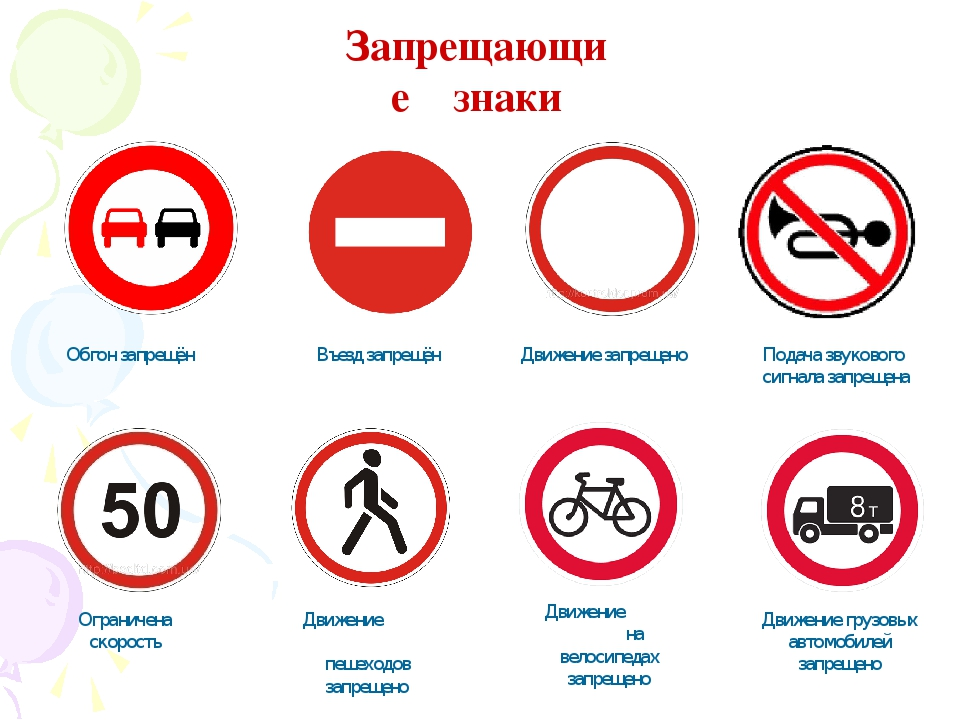 Запрещающи
е знаки
Обгон запрещён
Въезд запрещён
Движение запрещено
Подача звукового
сигнала запрещена
50
8 т
Ограничена
скорость
Движение
пешеходов
запрещено
Движение
на
велосипедах
запрещено
Движение грузовых
автомобилей
запрещено